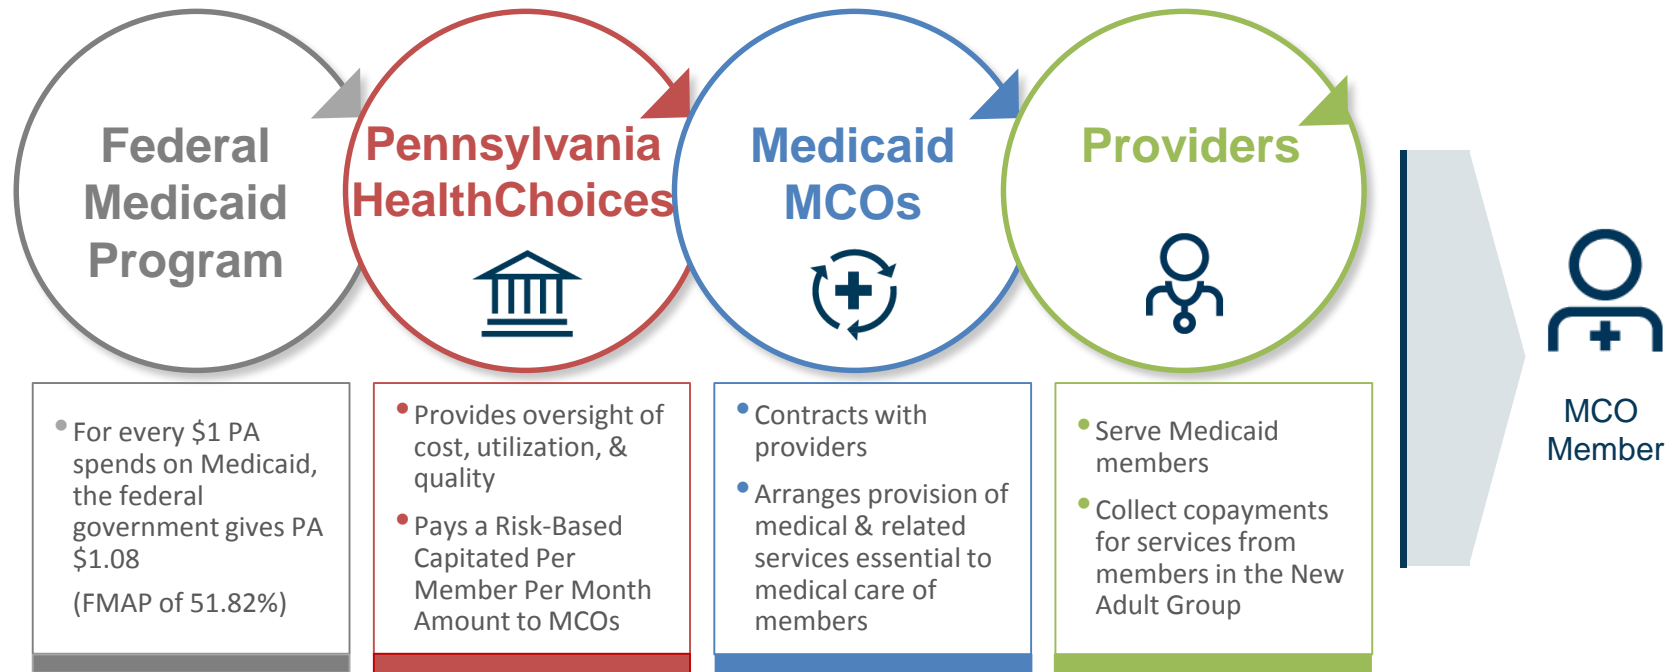 Federal
Medicaid
Program
Pennsylvania
HealthChoices
Medicaid
MCOs
Providers
• For every $1 PA
spends on Medicaid,
the federal
government gives PA
$1.08
(FMAP of 51.82%)
• Provides oversight of
cost, utilization, &
quality
• Pays a Risk-Based
Capitated Per
Member Per Month
Amount to MCOs
• Contracts with
providers
• Arranges provision of
medical & related
services essential to
medical care of
members
• Serve Medicaid
members
• Collect copayments
for services from
members in the New
Adult Group
MCO
Member